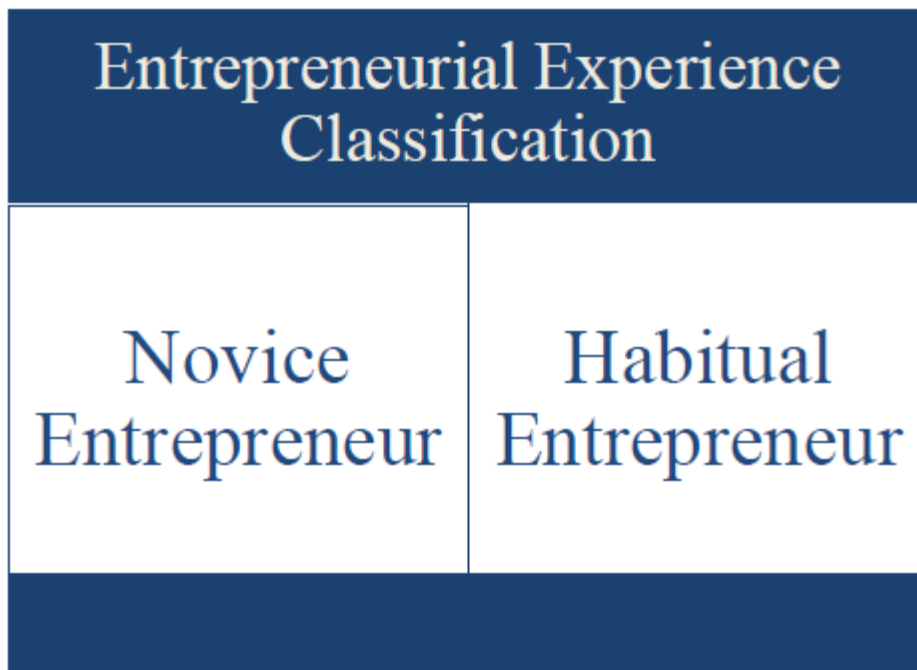 Entrepreneurial Experience
Classification
Novice
Entrepreneur
Habitual
Entrepreneur